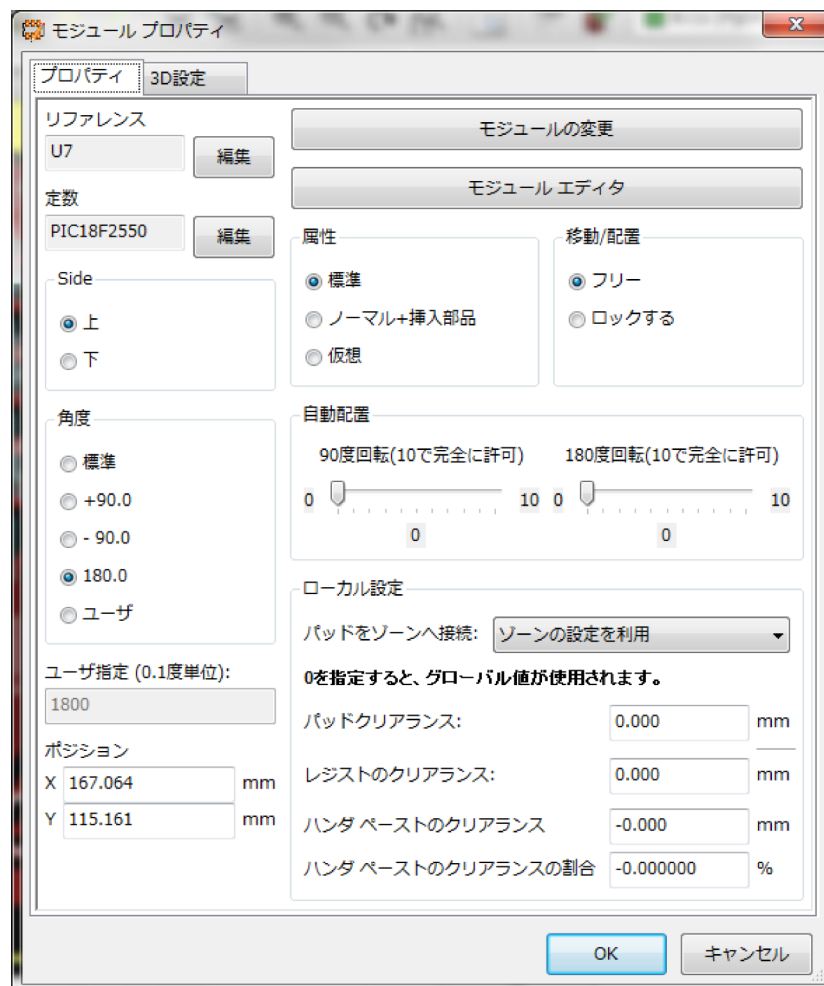 モジュール プロパティ
プロパティ
3D設定
リファレンス
U7
編集
定数
PIC18F2550
編集
Side
上
下
角度
標準
+90.0
- 90.0
180.0
ユーザ
ユーザ指定 (0.1度単位):
1800
ポジション
X 167.064 mm
Y 115.161 mm
モジュールの変更
モジュール エディタ
属性
標準
ノーマル+挿入部品
仮想
移動/配置
フリー
ロックする
自動配置
90度回転(10で完全に許可)
0 10
0
180度回転(10で完全に許可)
0 10
0
ローカル設定
パッドをゾーンへ接続: ゾーンの設定を利用
0を指定すると、グローバル値が使用されます。
パッドクリアランス: 0.000 mm
レジストのクリアランス: 0.000 mm
ハンダ ペーストのクリアランス -0.000 mm
ハンダ ペーストのクリアランスの割合 -0.000000 %
OK
キャンセル